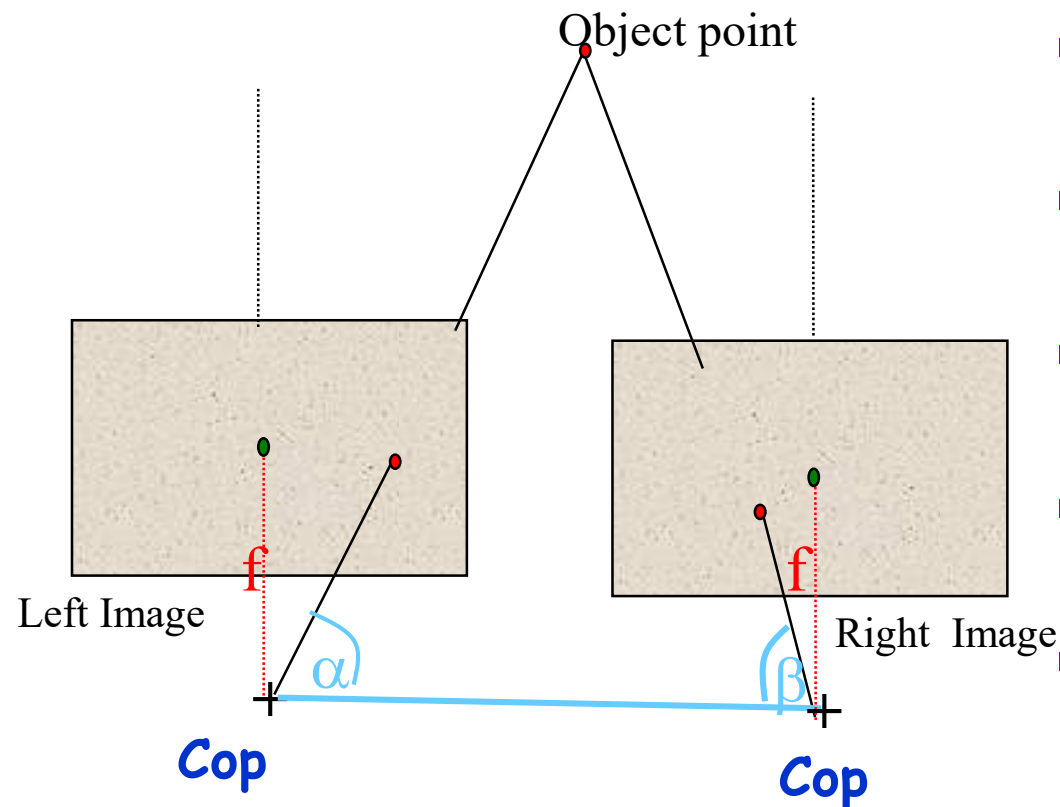 Object point
f
f
Left Image
Right Image
α
β
Cop
Cop